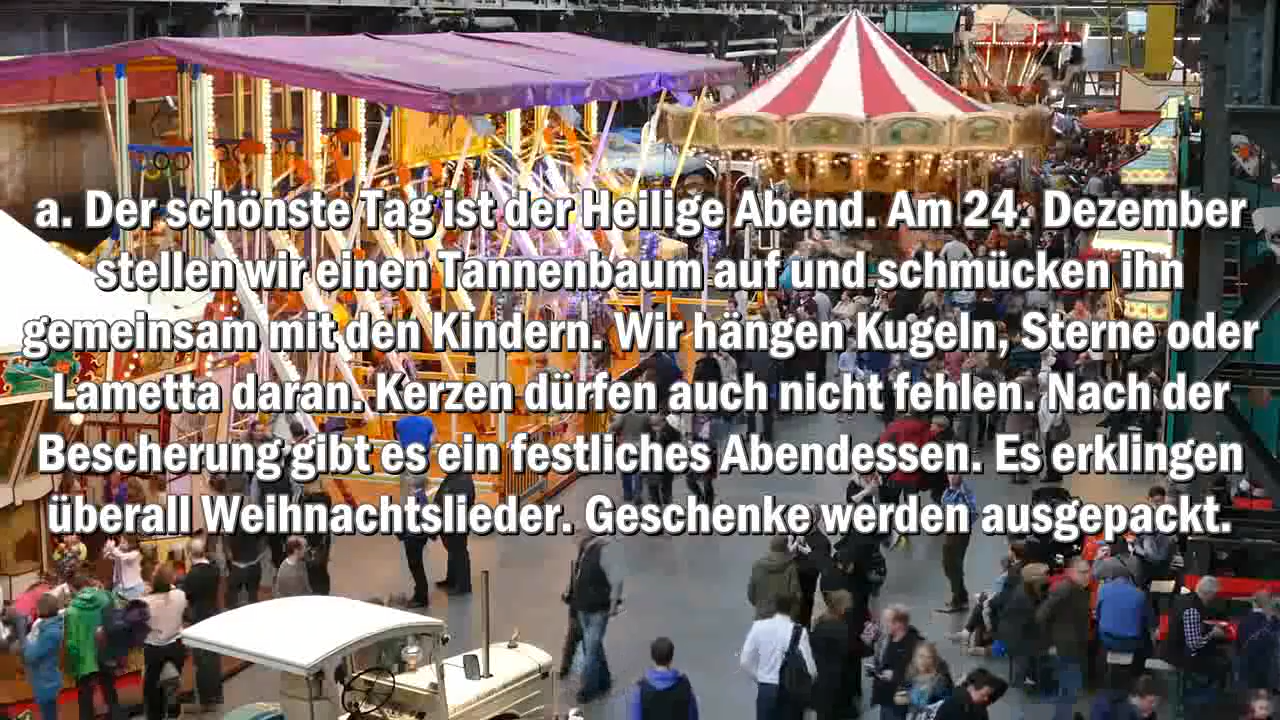 a. Der schönste Tag ist der Heilige Abend. Am 24. Dezember
stellen wir einen Tannenbaum auf und schmücken ihn
gemeinsam mit den Kindern. Wir hängen Kugeln, Sterne oder
Lametta daran. Kerzen dürfen auch nicht fehlen. Nach der
Bescherung gibt es ein festliches Abendessen. Es erklingen
überall Weihnachtslieder. Geschenke werden ausgepackt.